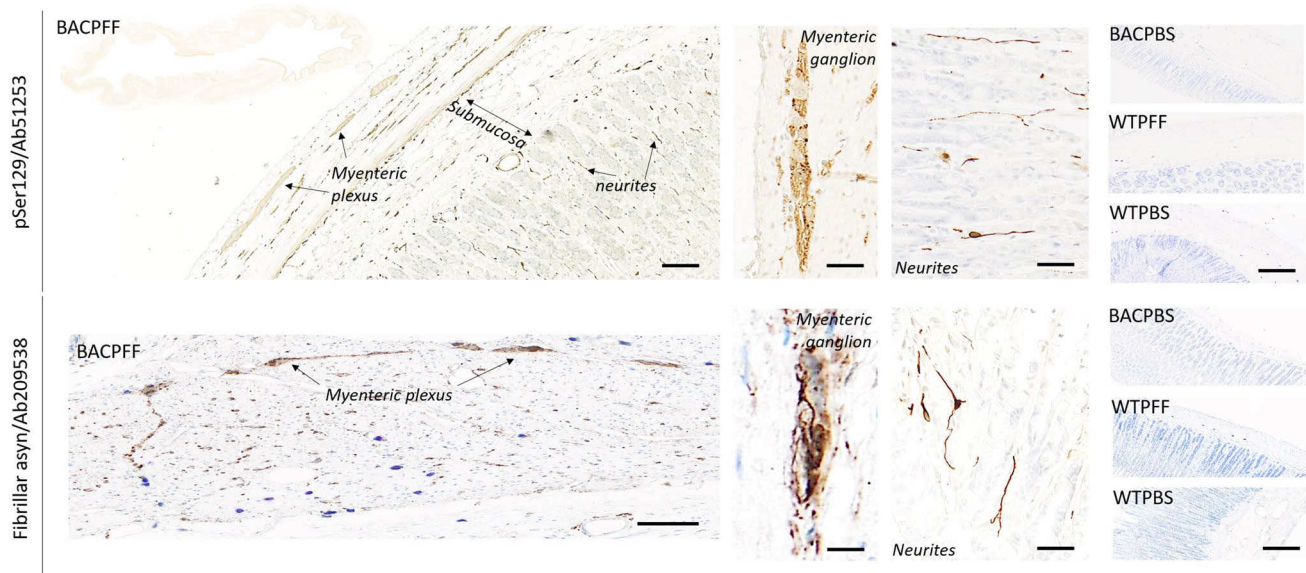 pSer129/Ab51253
BACPFF
Myenteric
plexus
Submucosa
neurites
Myenteric
ganglion
Neurites
BACPBS
WTPFF
WTPBS
Fibrillar asyn/Ab209538
BACPFF
Myenteric plexus
Myenteric
ganglion
Neurites
BACPBS
WTPFF
WTPBS